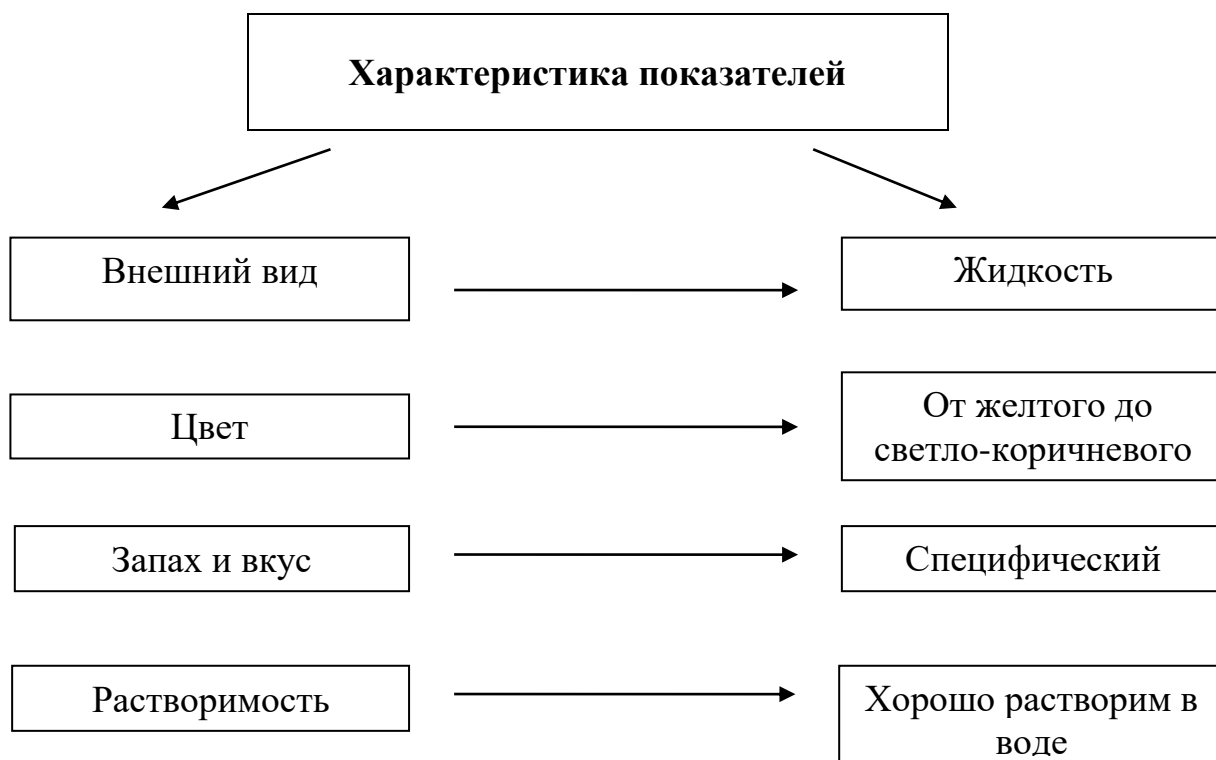 Характеристика показателей
Внешний вид
Жидкость
Цвет
От желтого до
светло-коричневого
Запах и вкус
Специфический
Растворимость
Хорошо растворим в
воде